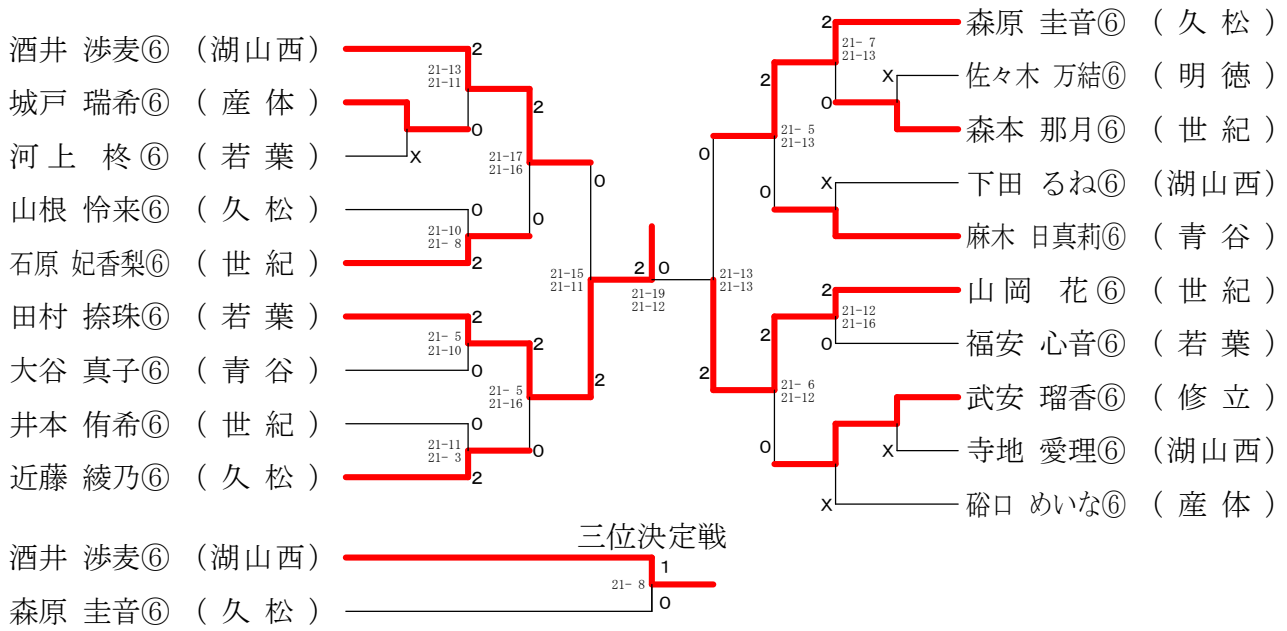 酒井 渉麦⑥ (湖山西)
城戸 瑞希⑥ ( 産 体 )
河上 柊⑥ ( 若 葉 )
山根 怜来⑥ ( 久 松 )
石原 妃香梨⑥ ( 世 紀 )
田村 捺珠⑥ ( 若 葉 )
大谷 真子⑥ ( 青 谷 )
井本 侑希⑥ ( 世 紀 )
近藤 綾乃⑥ ( 久 松 )
2
21-13
21-11
0
X
2
21-17
21-16
0
0
21-10
21- 8
2
0
21-15
21-11
2
2
21- 5
21-10
0
2
21- 5
21-16
0
0
21-11
21- 3
2
2 0
21-19
21-12
森原 圭音⑥ ( 久 松 )
佐々木 万結⑥ ( 明 徳 )
森本 那月⑥ ( 世 紀 )
下田 るね⑥ (湖山西)
麻木 日真莉⑥ ( 青 谷 )
山岡 花⑥ ( 世 紀 )
福安 心音⑥ ( 若 葉 )
武安 瑠香⑥ ( 修 立 )
寺地 愛理⑥ (湖山西)
硲口 めいな⑥ ( 産 体 )
2
21- 7
21-13
0
X
2
21- 5
21-13
0
X
0
21-13
21-13
2
2
21-12
21-16
0
2
21- 6
21-12
0
X
X
三位決定戦
酒井 渉麦⑥ (湖山西)
森原 圭音⑥ ( 久 松 )
1
21- 8
0